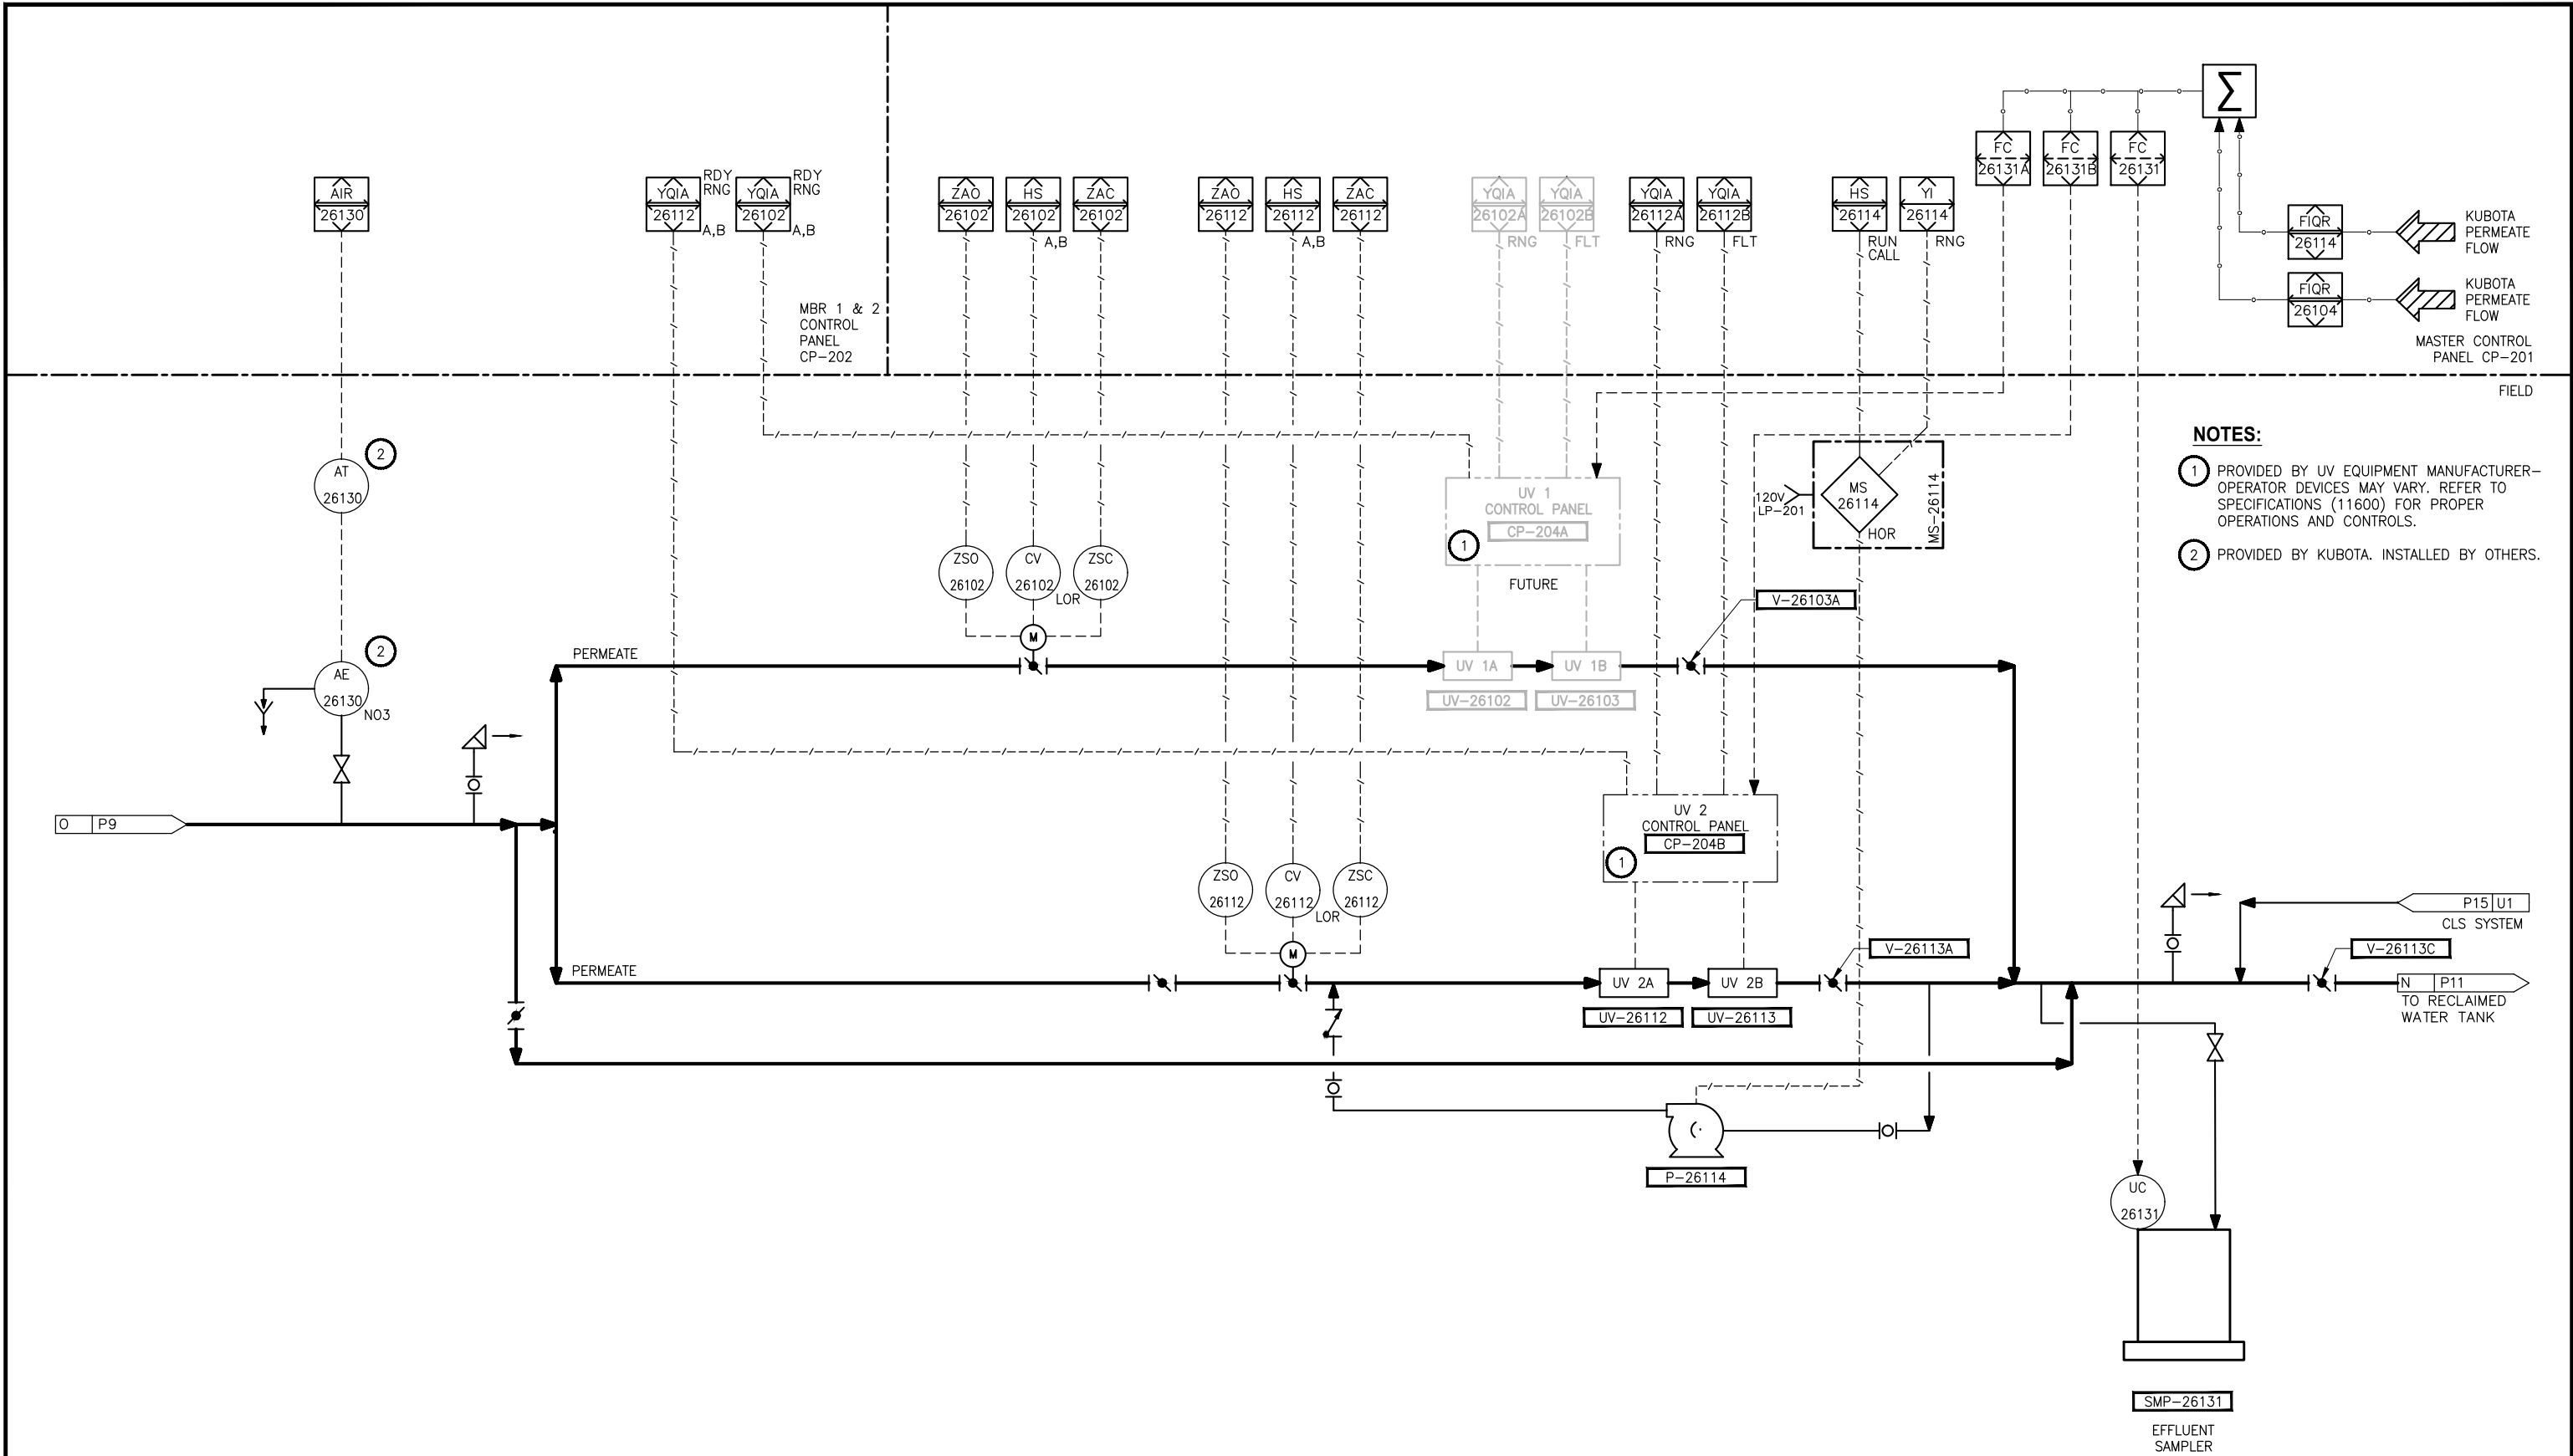 Σ
FC
26131A
FC
26131B
FC
26131
AIR
26130
YQIA
26112
RDY
RNG
A,B
YQIA
26102
RDY
RNG
A,B
ZAO
26102
HS
26102
A,B
ZAC
26102
ZAO
26112
HS
26112
A,B
ZAC
26112
YQIA
26102A
RNG
YQIA
26102B
FLT
YQIA
26112A
RNG
YQIA
26112B
FLT
HS
26114
RUN
CALL
YI
26114
RNG
FIQR
26114
KUBOTA
PERMEATE
FLOW
FIQR
26104
KUBOTA
PERMEATE
FLOW
MBR 1 & 2
CONTROL
PANEL
CP-202
MASTER CONTROL
PANEL CP-201
FIELD
NOTES:
1 PROVIDED BY UV EQUIPMENT MANUFACTURER-
OPERATOR DEVICES MAY VARY. REFER TO
SPECIFICATIONS (11600) FOR PROPER
OPERATIONS AND CONTROLS.
2 PROVIDED BY KUBOTA. INSTALLED BY OTHERS.
AT
26130
2
UV 1
CONTROL PANEL
CP-204A
1
FUTURE
120V
LP-201
MS
26114
HOR
MS-26114
ZSO
26102
CV
26102
LOR
ZSC
26102
M
V-26103A
AE
26130
2
NO3
PERMEATE
UV 1A
UV 1B
UV-26102
UV-26103
O P9
UV 2
CONTROL PANEL
CP-204B
1
ZSO
26112
CV
26112
LOR
ZSC
26112
M
P15 U1
CLS SYSTEM
V-26113A
V-26113C
PERMEATE
UV 2A
UV 2B
UV-26112
UV-26113
N P11
TO RECLAIMED
WATER TANK
P-26114
UC
26131
SMP-26131
EFFLUENT
SAMPLER